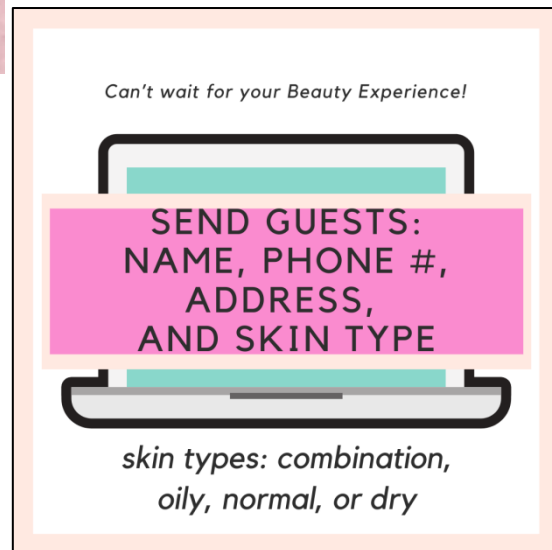 Can't wait for your Beauty Experience!
SEND GUESTS:
NAME, PHONE #,
ADDRESS,
AND SKIN TYPE
skin types: combination,
oily, normal, or dry